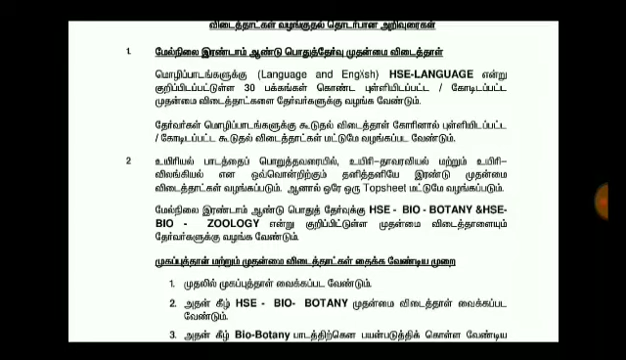 விடைத்தாட்கள் வழங்குதல் தொடர்பான அறிவுரைகள்
1. மேல்நிலை இரண்டாம் ஆண்டு பொதுத்தேர்வு முதன்மை விடைத்தாள்
மொழிப்பாடங்களுக்கு (Language and English) HSE-LANGUAGE என்று
குறிப்பிடப்பட்டுள்ள 30 பக்கங்கள் கொண்ட புள்ளியிடப்பட்ட / கோடிடப்பட்ட
முதன்மை விடைத்தாட்களை தேர்வர்களுக்கு வழங்க வேண்டும்.
தேர்வர்கள் மொழிப்பாடங்களுக்கு கூடுதல் விடைத்தாள் கோரினால் புள்ளியிடப்பட்ட
/ கோடிடப்பட்ட கூடுதல் விடைத்தாட்கள் மட்டுமே வழங்கப்பட வேண்டும்.
2 உயிரியல் பாடத்தைப் பொறுத்தவரையில், உயிரி-தாவரவியல் மற்றும் உயிரி-
விலங்கியல் என ஒவ்வொன்றிற்கும் தனித்தனியே இரண்டு முதன்மை
விடைத்தாட்கள் வழங்கப்படும். ஆனால் ஒரே ஒரு Topsheet மட்டுமே வழங்கப்படும்.
மேல்நிலை இரண்டாம் ஆண்டு பொதுத் தேர்வுக்கு HSE - BIO - BOTANY &HSE-
BIO - ZOOLOGY என்று குறிப்பிட்டுள்ள முதன்மை விடைத்தாளையும்
தேர்வர்களுக்கு வழங்க வேண்டும்.
முகப்புத்தாள் மற்றும் முதன்மை விடைத்தாட்கள் தைக்க வேண்டிய முறை
1. முதலில் முகப்புத்தாள் வைக்கப்பட வேண்டும்.
2. அதன் கீழ் HSE - BIO- BOTANY முதன்மை விடைத்தாள் வைக்கப்பட
வேண்டும்.
3. அதன் கீழ் Bio-Botany பாடத்திற்கென பயன்படுத்திக் கொள்ள வேண்டிய